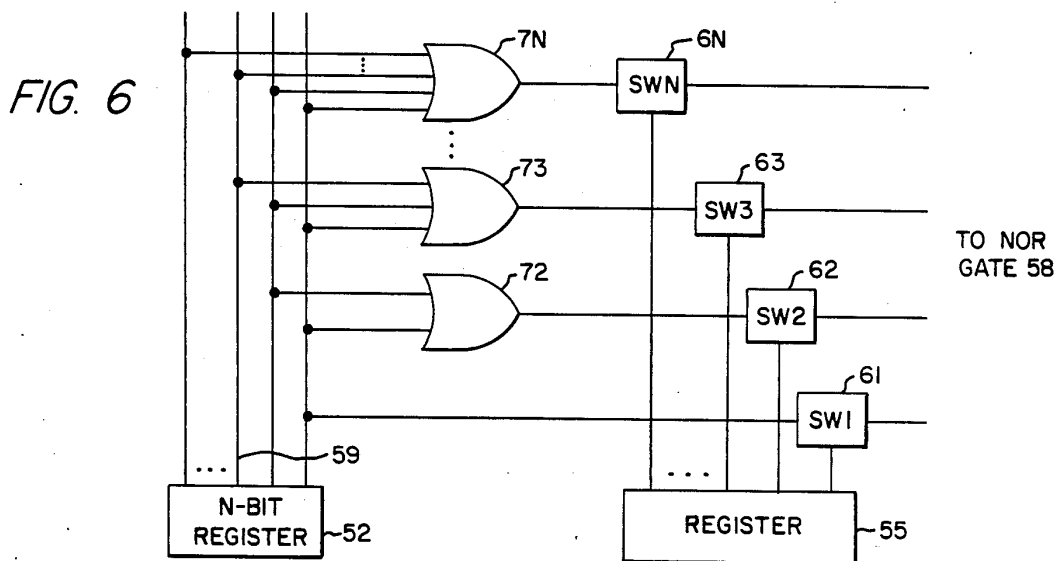 FIG. 6
7N
6N
SWN
73
63
SW3
TO NOR
GATE 58
72
62
SW2
61
SW1
59
N-BIT
REGISTER
52
REGISTER
55